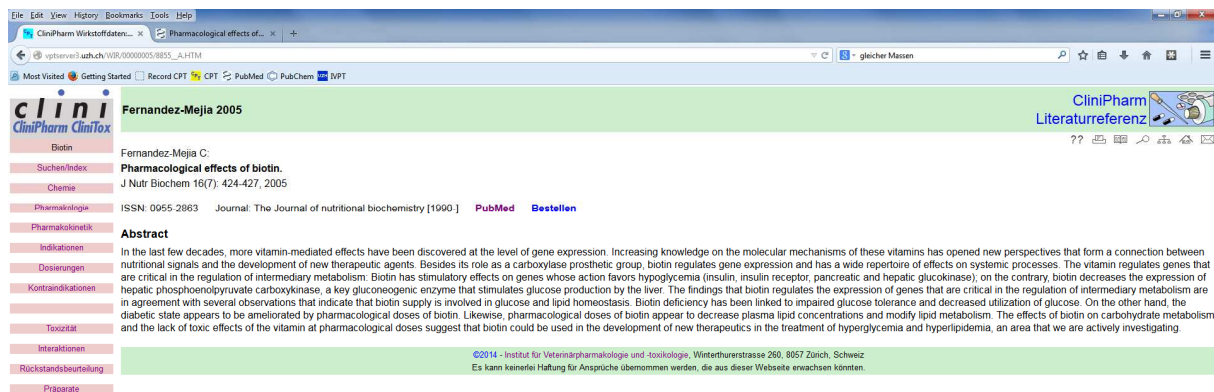 File Edit View History Bookmarks Tools Help
CliniPharm Wirkstoffdaten:... × Pharmacological effects of... × +
vptserver3.uzh.ch/WIR/00000005/8855_A.HTM
gleicher Massen
Most Visited Getting Started Record CPT CPT PubMed PubChem IVPT
clini
CliniPharm CliniTox
Fernandez-Mejia 2005
CliniPharm
Literaturreferenz
??
Biotin
Suchen/Index
Chemie
Pharmakologie
Pharmakokinetik
Indikationen
Dosierungen
Kontraindikationen
Toxizität
Interaktionen
Rückstandsbeurteilung
Präparate
Fernandez-Mejia C:
Pharmacological effects of biotin.
J Nutr Biochem 16(7): 424-427, 2005
ISSN: 0955-2863 Journal: The Journal of nutritional biochemistry [1990-] PubMed Bestellen
Abstract
In the last few decades, more vitamin-mediated effects have been discovered at the level of gene expression. Increasing knowledge on the molecular mechanisms of these vitamins has opened new perspectives that form a connection between
nutritional signals and the development of new therapeutic agents. Besides its role as a carboxylase prosthetic group, biotin regulates gene expression and has a wide repertoire of effects on systemic processes. The vitamin regulates genes that
are critical in the regulation of intermediary metabolism: Biotin has stimulatory effects on genes whose action favors hypoglycemia (insulin, insulin receptor, pancreatic and hepatic glucokinase); on the contrary, biotin decreases the expression of
hepatic phosphoenolpyruvate carboxykinase, a key gluconeogenic enzyme that stimulates glucose production by the liver. The findings that biotin regulates the expression of genes that are critical in the regulation of intermediary metabolism are
in agreement with several observations that indicate that biotin supply is involved in glucose and lipid homeostasis. Biotin deficiency has been linked to impaired glucose tolerance and decreased utilization of glucose. On the other hand, the
diabetic state appears to be ameliorated by pharmacological doses of biotin. Likewise, pharmacological doses of biotin appear to decrease plasma lipid concentrations and modify lipid metabolism. The effects of biotin on carbohydrate metabolism
and the lack of toxic effects of the vitamin at pharmacological doses suggest that biotin could be used in the development of new therapeutics in the treatment of hyperglycemia and hyperlipidemia, an area that we are actively investigating.
©2014 - Institut für Veterinärpharmakologie und -toxikologie, Winterthurerstrasse 260, 8057 Zürich, Schweiz
Es kann keinerlei Haftung für Ansprüche übernommen werden, die aus dieser Webseite erwachsen könnten.